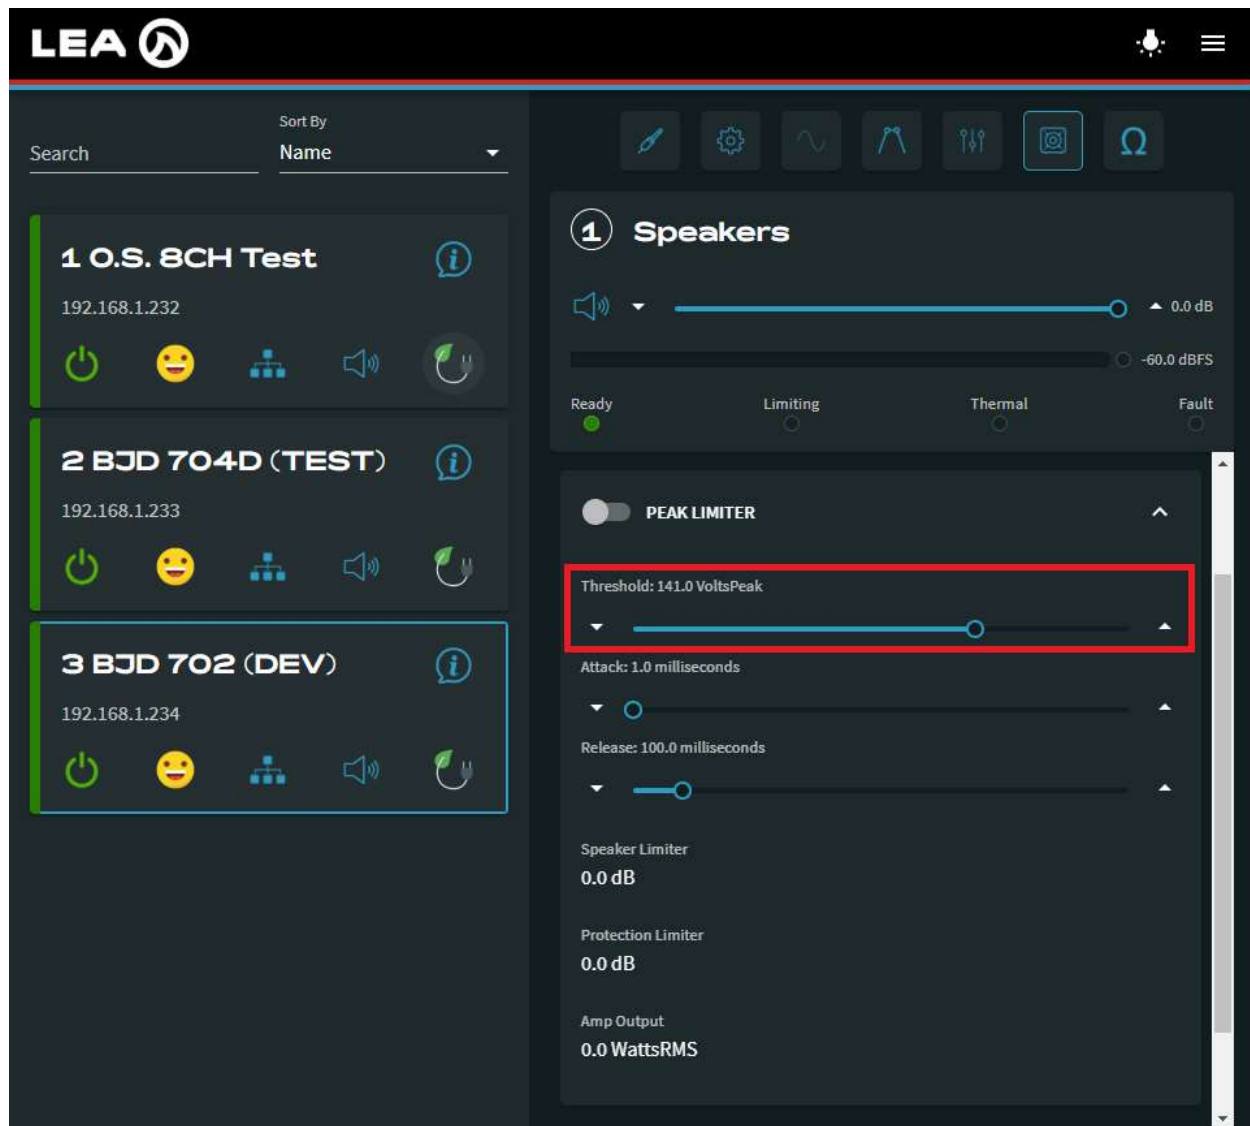 LEA
Search
Sort By
Name
1 O.S. 8CH Test
192.168.1.232
2 BJD 704D (TEST)
192.168.1.233
3 BJD 702 (DEV)
192.168.1.234
Ω
1 Speakers
0.0 dB
-60.0 dBFS
Ready Limiting Thermal Fault
PEAK LIMITER
Threshold: 141.0 VoltsPeak
Attack: 1.0 milliseconds
Release: 100.0 milliseconds
Speaker Limiter
0.0 dB
Protection Limiter
0.0 dB
Amp Output
0.0 WattsRMS